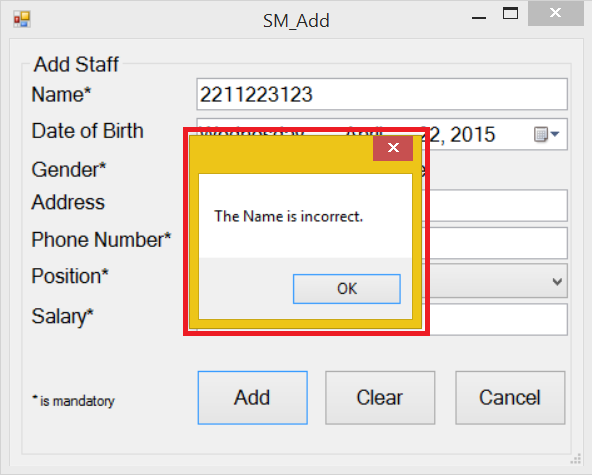 SM_Add
Add Staff
Name*
2211223123
Date of Birth
22, 2015
Gender*
Address
The Name is incorrect.
Phone Number*
Position*
OK
Salary*
* is mandatory
Add
Clear
Cancel